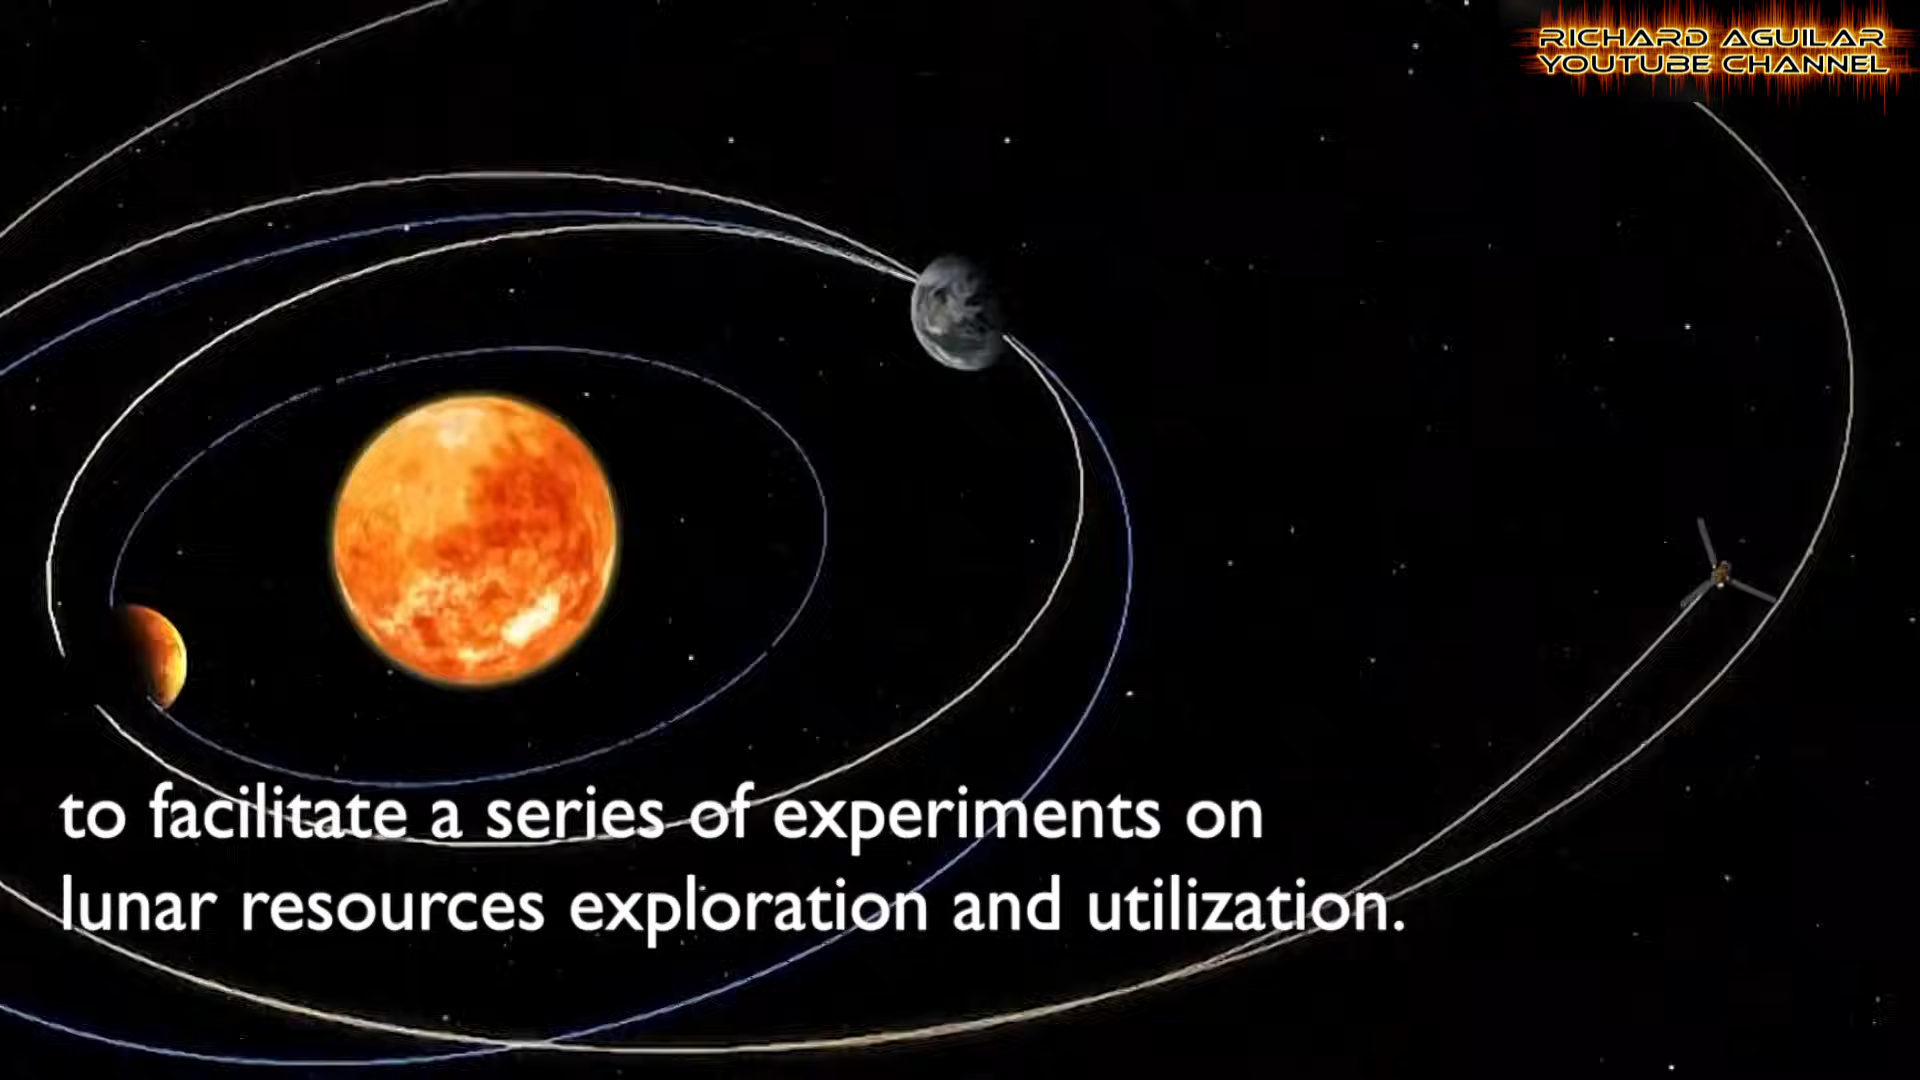 RICHARD AGUILAR
YOUTUBE CHANNEL
to facilitate a series of experiments on
lunar resources exploration and utilization.